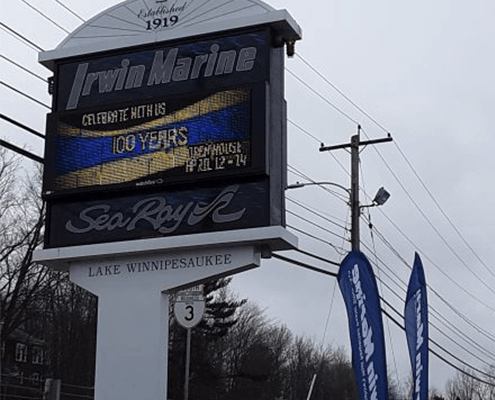 Established
1919
Irwin Marine
CELEBRATE WITH US
100 YEARS
OPEN HOUSE
APRIL 12 - 14
Sea Ray
LAKE WINNIPESAUKEE
3